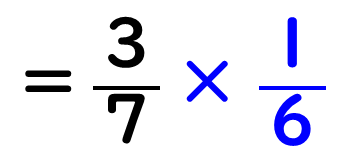 = 3/7 × 1/6